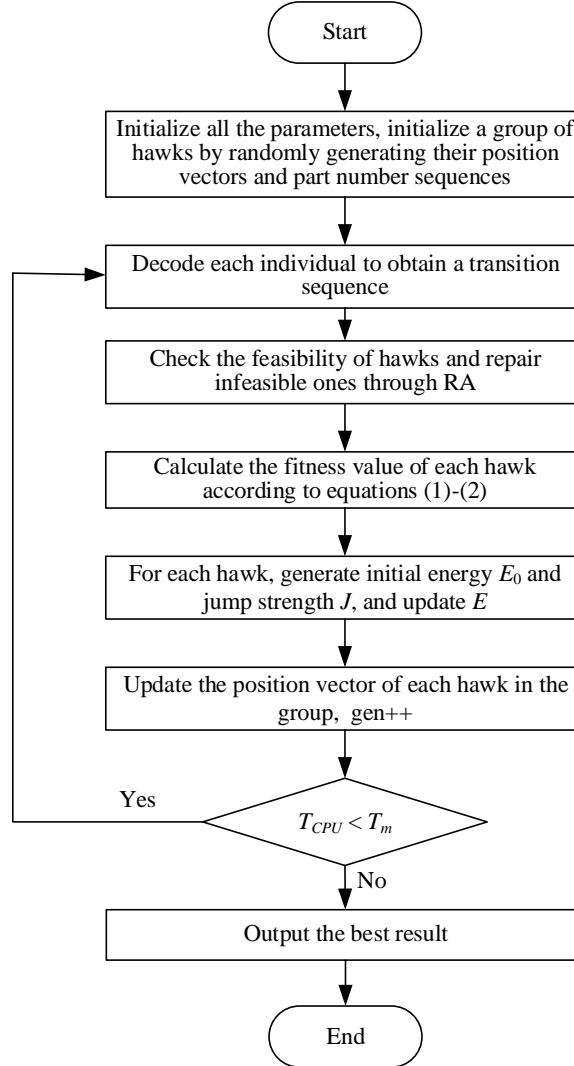 Start
Initialize all the parameters, initialize a group of
hawks by randomly generating their position
vectors and part number sequences
Decode each individual to obtain a transition
sequence
Check the feasibility of hawks and repair
infeasible ones through RA
Calculate the fitness value of each hawk
according to equations (1)-(2)
For each hawk, generate initial energy E0 and
jump strength J, and update E
Update the position vector of each hawk in the
group, gen++
Yes
TCPU < Tm
No
Output the best result
End